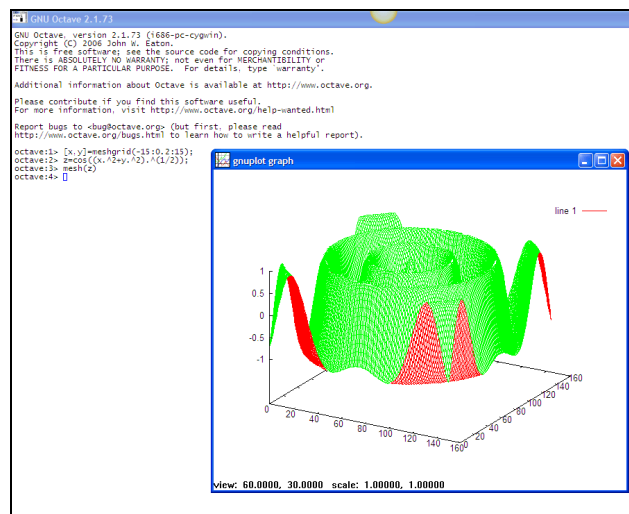 GNU Octave 2.1.73
GNU Octave, version 2.1.73 (i686-pc-cygwin).
Copyright (C) 2006 John W. Eaton.
This is free software; see the source code for copying conditions.
There is ABSOLUTELY NO WARRANTY; not even for MERCHANTIBILITY or
FITNESS FOR A PARTICULAR PURPOSE.  For details, type `warranty'.
Additional information about Octave is available at http://www.octave.org.
Please contribute if you find this software useful.
For more information, visit http://www.octave.org/help-wanted.html
Report bugs to <bug@octave.org> (but first, please read
http://www.octave.org/bugs.html to learn how to write a helpful report).
octave:1> [x,y]=meshgrid(-15:0.2:15);
octave:2> z=cos((x.^2+y.^2).^(1/2));
octave:3> mesh(z)
octave:4>
gnuplot graph
line 1
1
0.5
0
-0.5
-1
0 20 40 60 80 100 120 140 160
0 20 40 60 80 100 120 140 160
view: 60.0000, 30.0000  scale: 1.00000, 1.00000